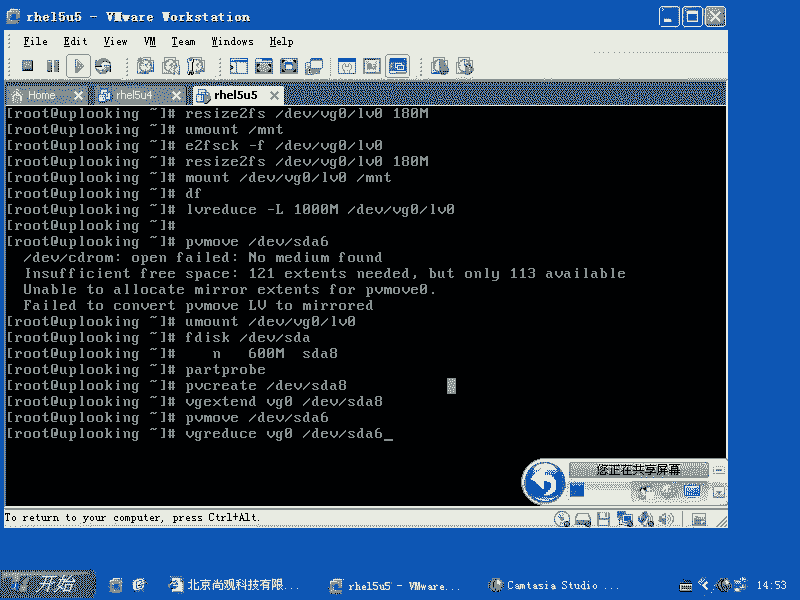 rhel5u5 - VMware Workstation
File Edit View VM Team Windows Help
Home rhel5u4 rhel5u5
[root@uplooking ~]# resize2fs /dev/vg0/lv0 180M
[root@uplooking ~]# umount /mnt
[root@uplooking ~]# e2fsck -f /dev/vg0/lv0
[root@uplooking ~]# resize2fs /dev/vg0/lv0 180M
[root@uplooking ~]# mount /dev/vg0/lv0 /mnt
[root@uplooking ~]# df
[root@uplooking ~]# lvreduce -L 1000M /dev/vg0/lv0
[root@uplooking ~]#
[root@uplooking ~]# pvmove /dev/sda6
/dev/cdrom: open failed: No medium found
Insufficient free space: 121 extents needed, but only 113 available
Unable to allocate mirror extents for pvmove0.
Failed to convert pvmove LV to mirrored
[root@uplooking ~]# umount /dev/vg0/lv0
[root@uplooking ~]# fdisk /dev/sda
[root@uplooking ~]# n 600M sda8
[root@uplooking ~]# partprobe
[root@uplooking ~]# pvcreate /dev/sda8
[root@uplooking ~]# vgextend vg0 /dev/sda8
[root@uplooking ~]# pvmove /dev/sda6
[root@uplooking ~]# vgreduce vg0 /dev/sda6_
您正在共享屏幕
To return to your computer, press Ctrl+Alt.
开始 北京尚观科技有限... rhel5u5 - VMware... Camtasia Studio ... 14:53